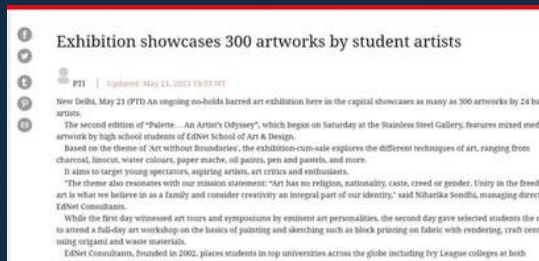 Exhibition showcases 300 artworks by student artists
PTI | Updated: May 21, 2023 19:33 IST
New Delhi, May 21 (PTI) An ongoing no-holds barred art exhibition here in the capital showcases as many as 300 artworks by 24 bu
artists.
The second edition of "Palette... An Artist's Odyssey", which began on Saturday at the Stainless Steel Gallery, features mixed med
artwork by high school students of EdNet School of Art & Design.
Based on the theme of 'Art without Boundaries', the exhibition-cum-sale explores the different techniques of art, ranging from
charcoal, linocut, water colours, paper mache, oil paints, pen and pastels, and more.
It aims to target young spectators, aspiring artists, art critics and enthusiasts.
"The theme also resonates with our mission statement: "Art has no religion, nationality, caste, creed or gender. Unity in the freed
art is what we believe in as a family and consider creativity an integral part of our identity," said Niharika Sondhi, managing direct
EdNet Consultants.
While the first day witnessed art tours and symposiums by eminent art personalities, the second day gave selected students the o
to attend a full-day art workshop on the basics of painting and sketching such as block printing on fabric with rendering, craft cent
using origami and waste materials.
EdNet Consultants, founded in 2002, places students in top universities across the globe including Ivy League colleges at both